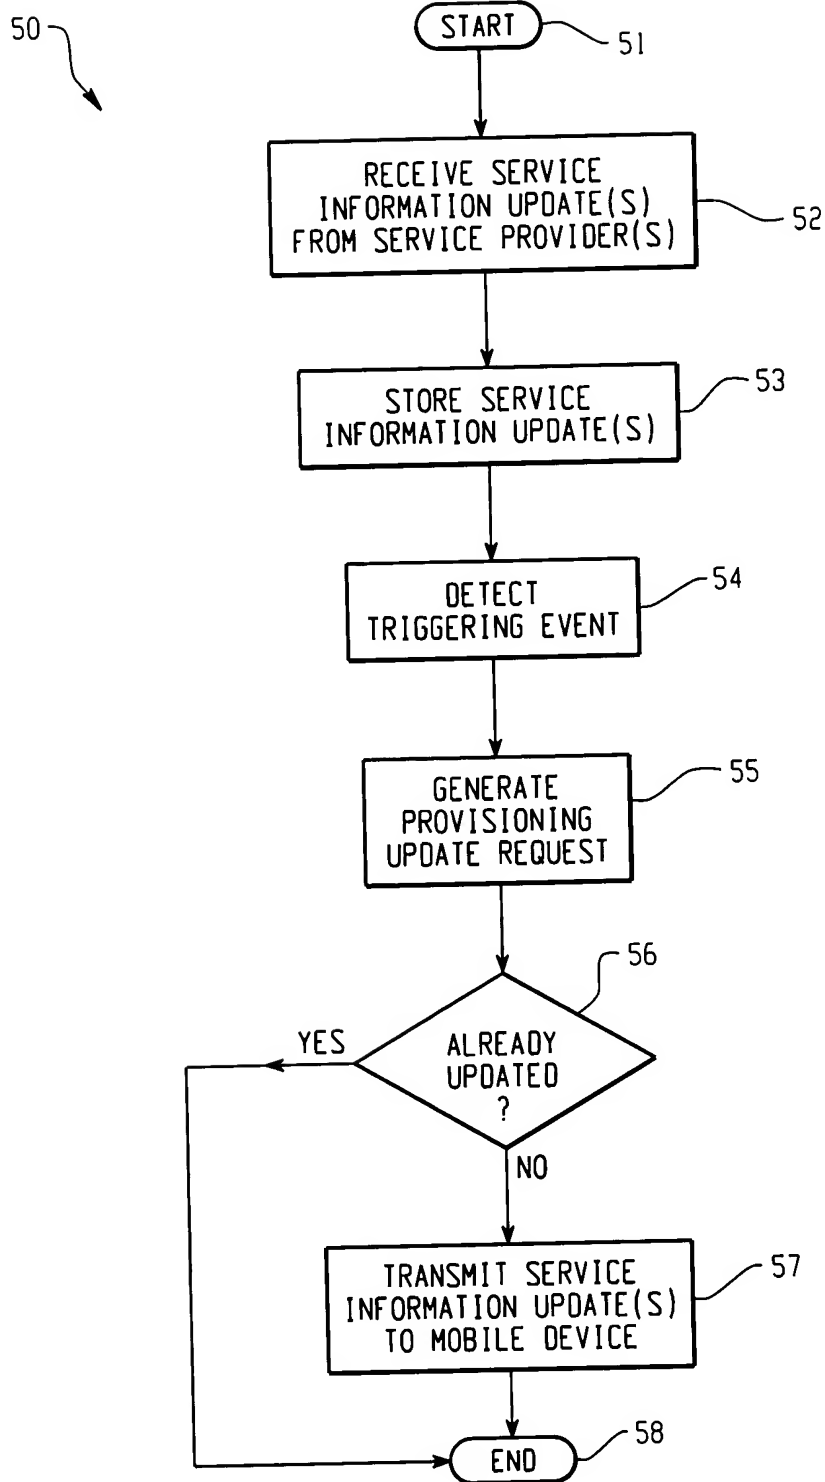 50
START
51
RECEIVE SERVICE
INFORMATION UPDATE(S)
FROM SERVICE PROVIDER(S)
52
STORE SERVICE
INFORMATION UPDATE(S)
53
DETECT
TRIGGERING EVENT
54
GENERATE
PROVISIONING
UPDATE REQUEST
55
56
YES
ALREADY
UPDATED
?
NO
TRANSMIT SERVICE
INFORMATION UPDATE(S)
TO MOBILE DEVICE
57
END
58